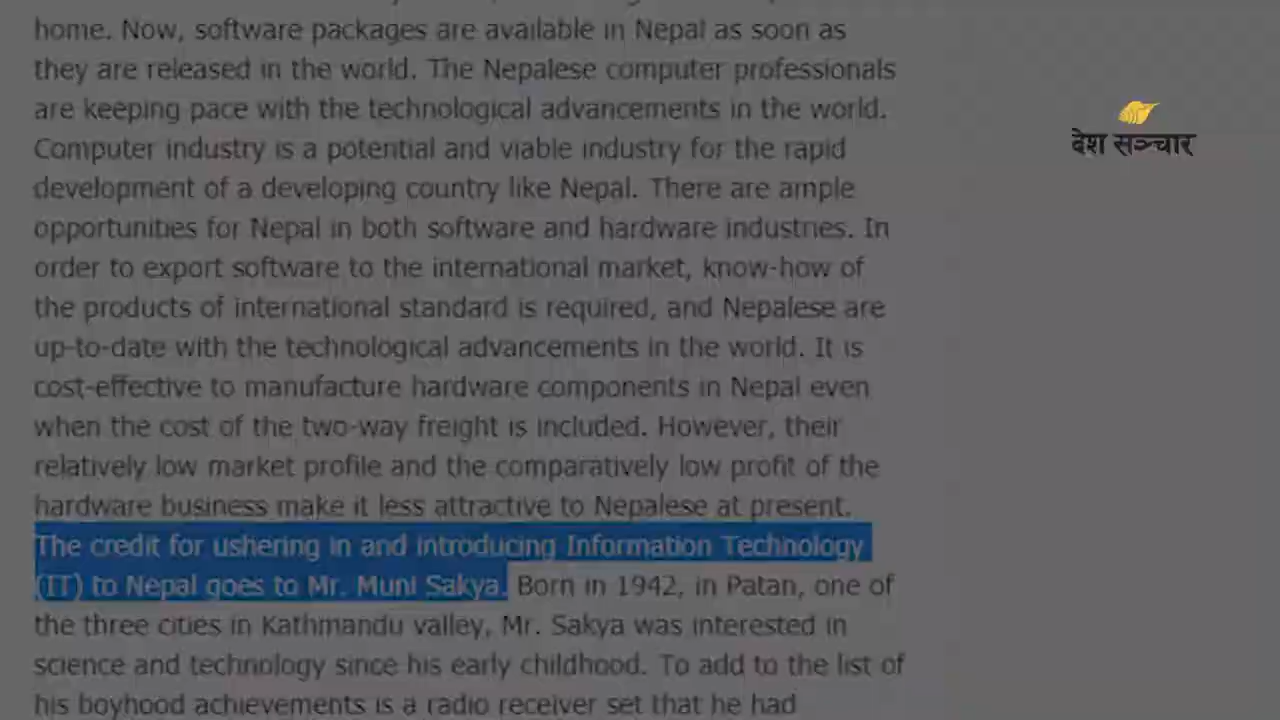 home. Now, software packages are available in Nepal as soon as
they are released in the world. The Nepalese computer professionals
are keeping pace with the technological advancements in the world.
Computer industry is a potential and viable industry for the rapid
development of a developing country like Nepal. There are ample
opportunities for Nepal in both software and hardware industries. In
order to export software to the international market, know-how of
the products of international standard is required, and Nepalese are
up-to-date with the technological advancements in the world. It is
cost-effective to manufacture hardware components in Nepal even
when the cost of the two-way freight is included. However, their
relatively low market profile and the comparatively low profit of the
hardware business make it less attractive to Nepalese at present.
The credit for ushering in and introducing Information Technology
(IT) to Nepal goes to Mr. Muni Sakya. Born in 1942, in Patan, one of
the three cities in Kathmandu valley, Mr. Sakya was interested in
science and technology since his early childhood. To add to the list of
his boyhood achievements is a radio receiver set that he had
देश सञ्चार